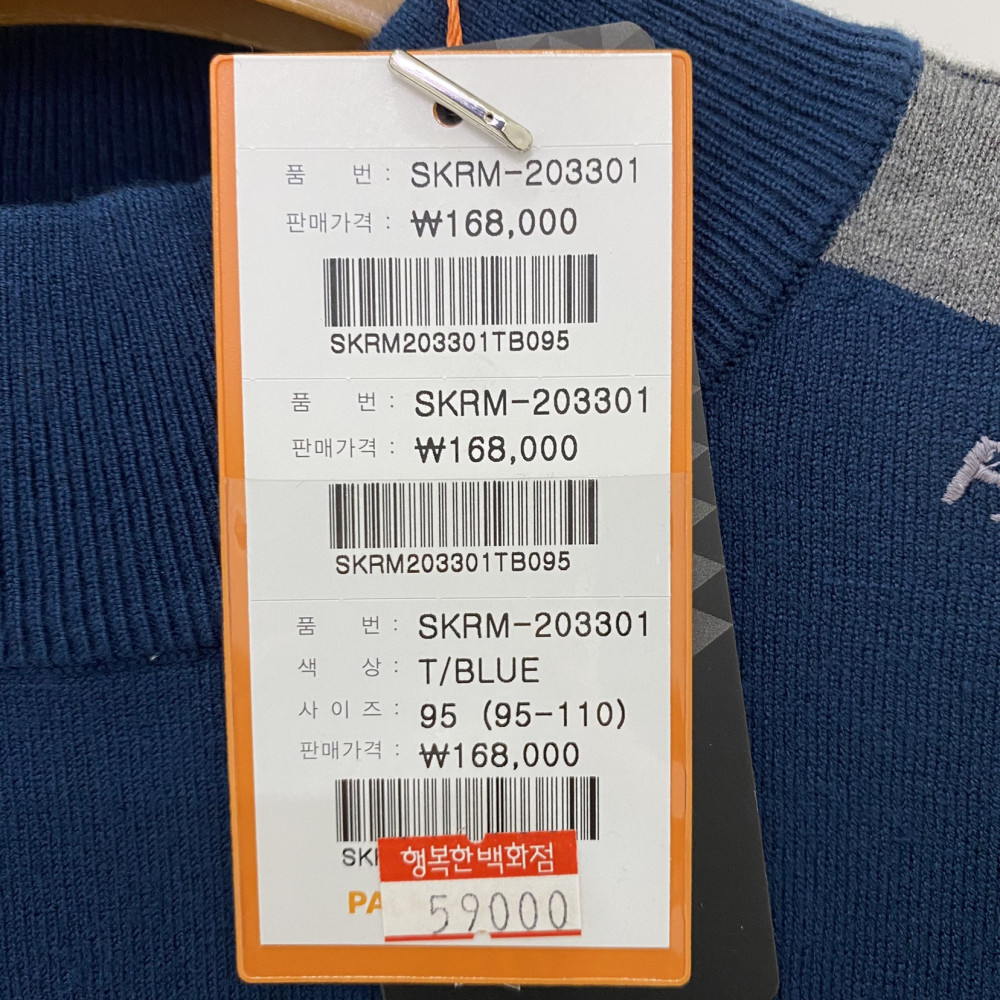 품 번 : SKRM-203301
판매가격 : ₩168,000
SKRM203301TB095
품 번 : SKRM-203301
판매가격 : ₩168,000
SKRM203301TB095
품 번 : SKRM-203301
색 상 : T/BLUE
사 이 즈 : 95 (95-110)
판매가격 : ₩168,000
SK
행복한백화점
PA
59000